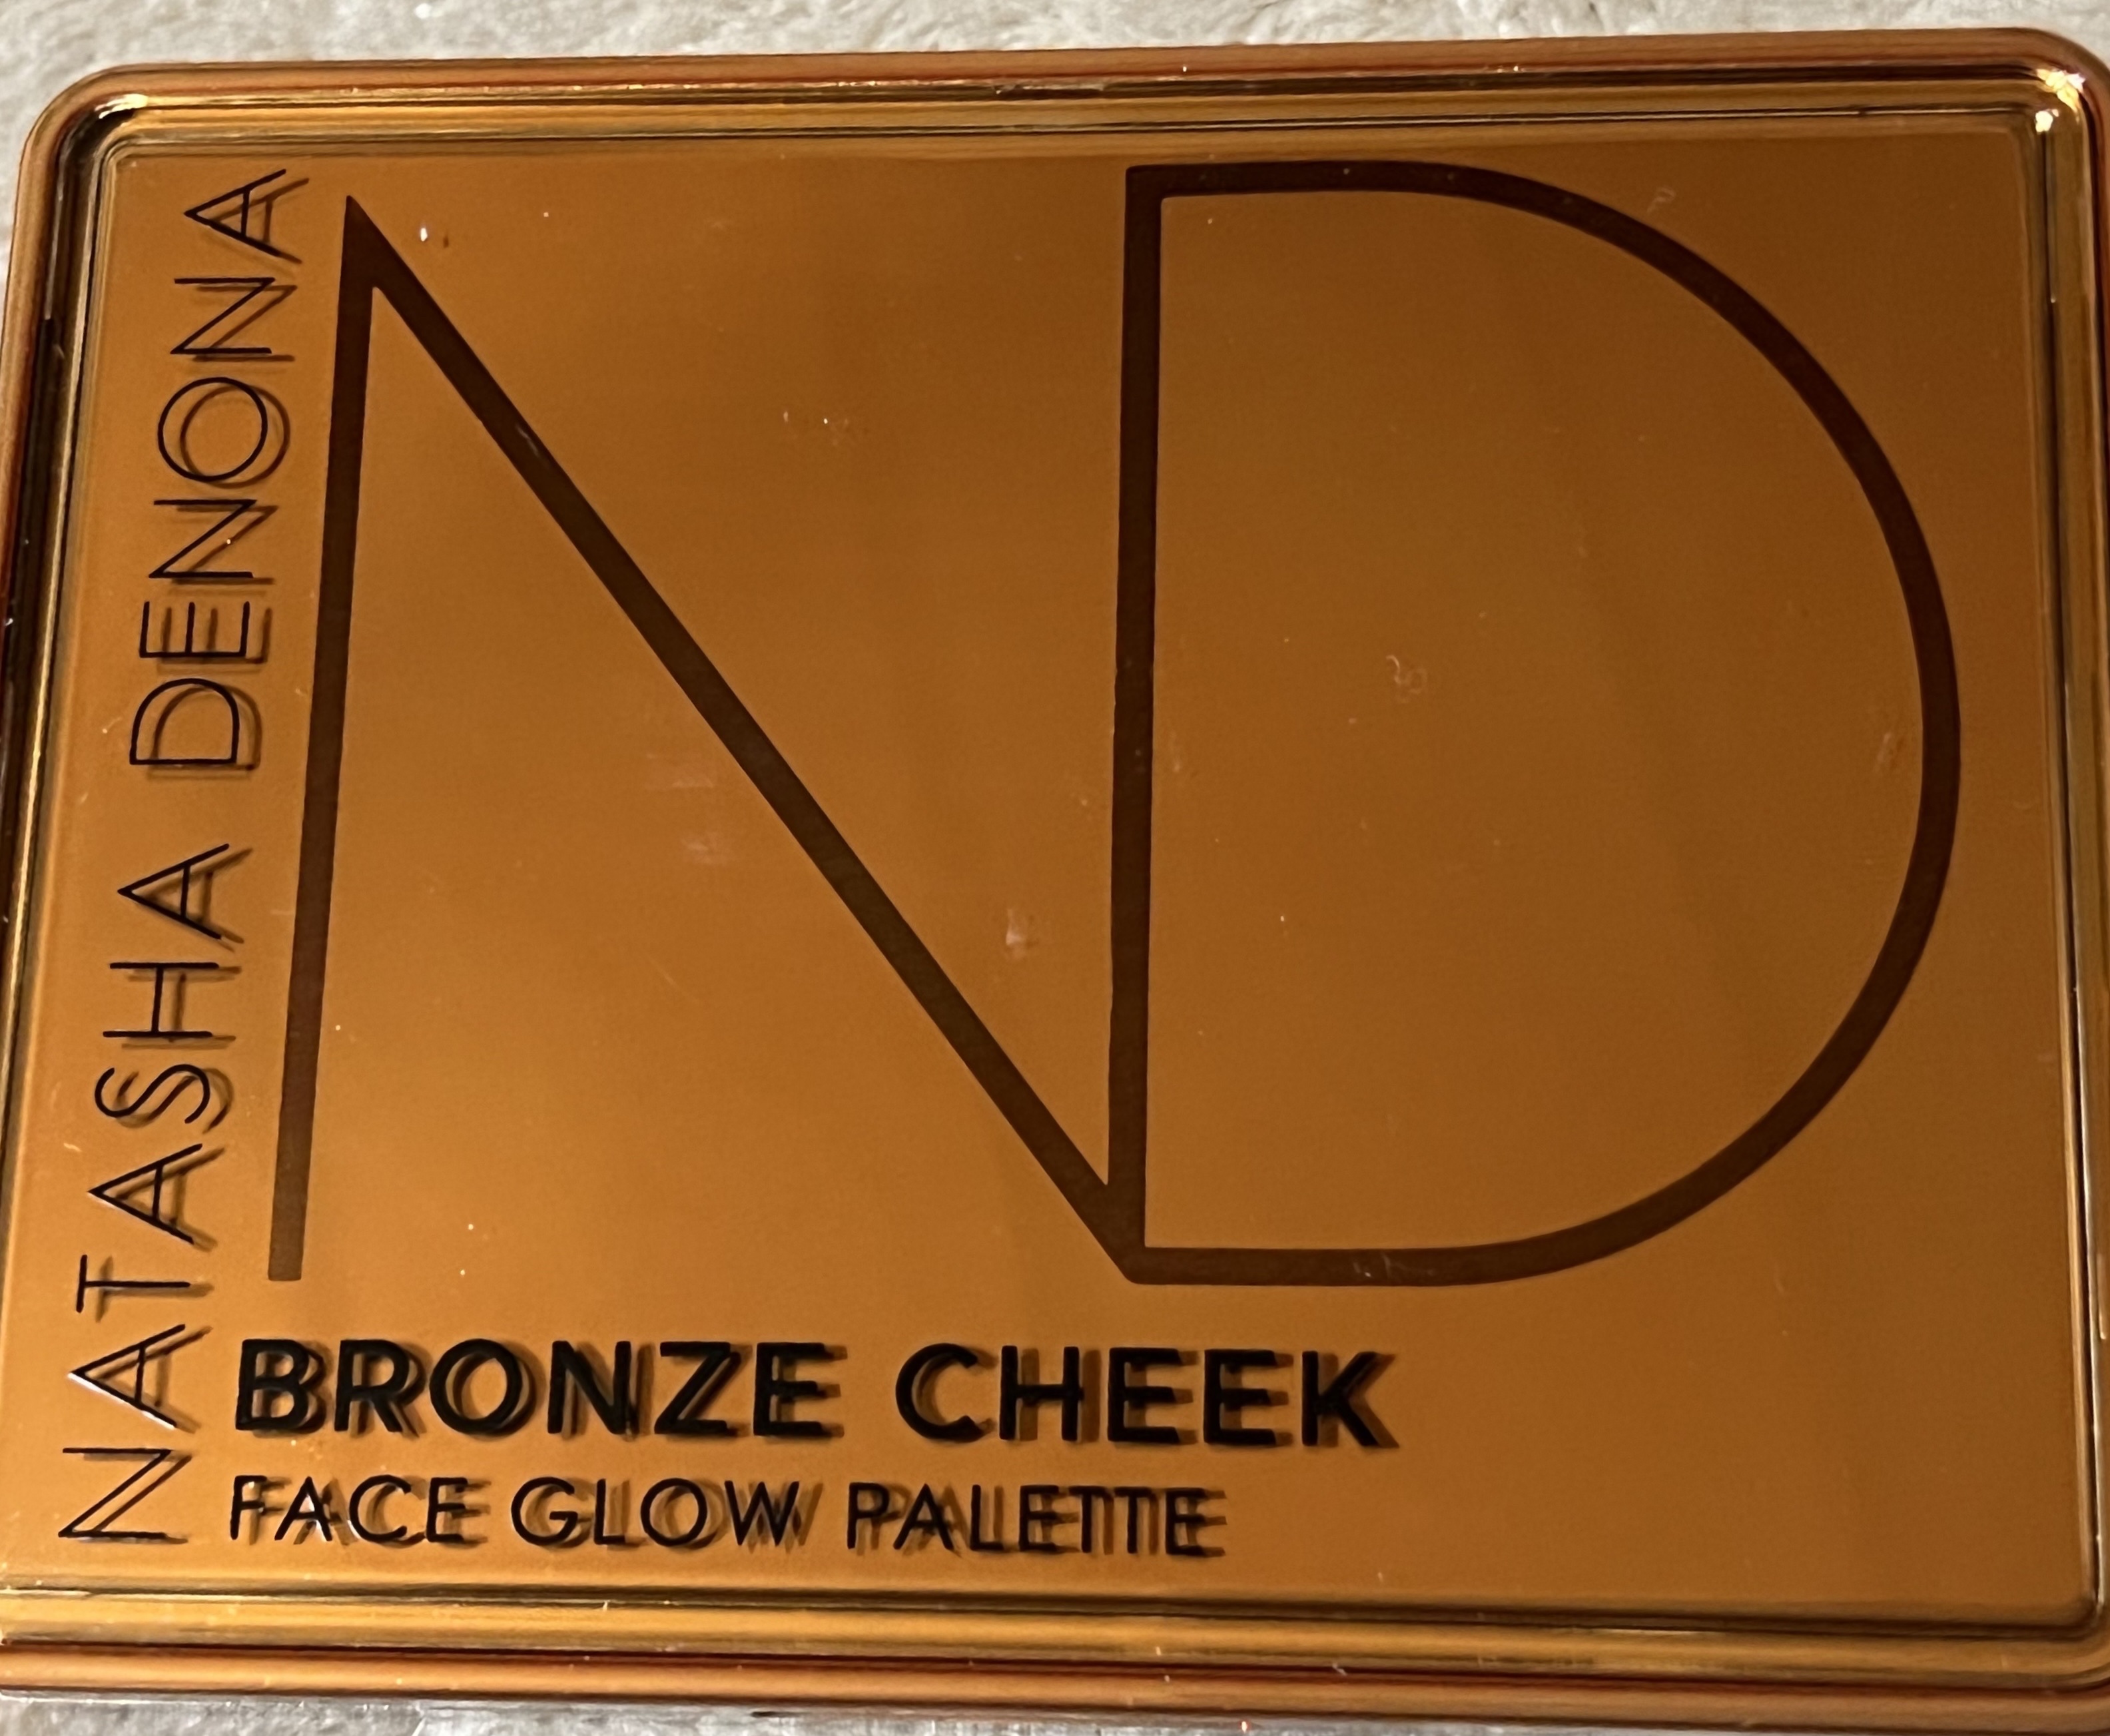 NATASHA DENONA
ND
BRONZE CHEEK
FACE GLOW PALETTE